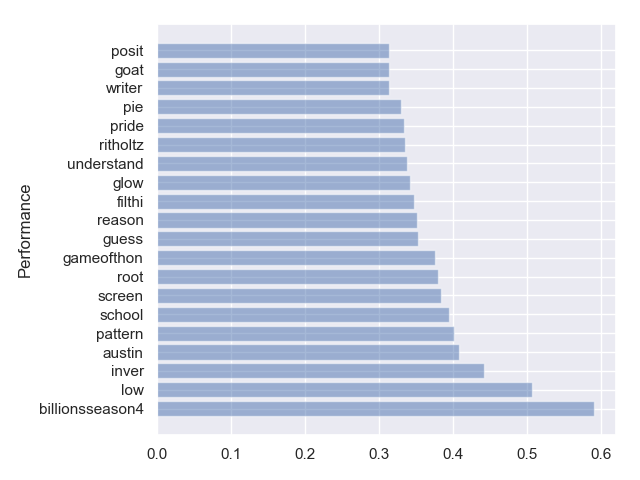 posit
goat
writer
pie
pride
ritholtz
understand
glow
filthi
reason
guess
gameofthon
root
screen
school
pattern
austin
inver
low
billionsseason4
Performance
0.0 0.1 0.2 0.3 0.4 0.5 0.6